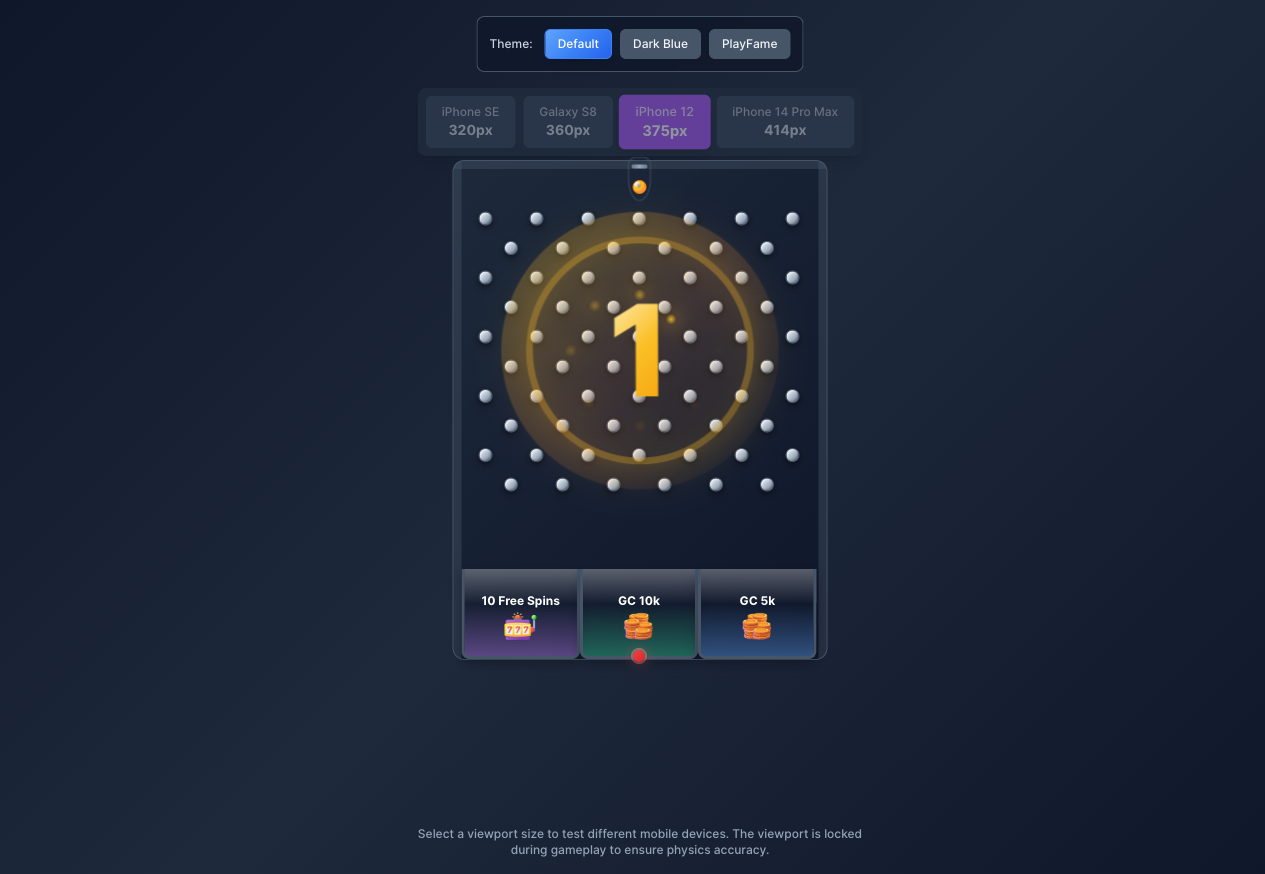 Theme: Default Dark Blue PlayFame
iPhone SE Galaxy S8 iPhone 12 iPhone 14 Pro Max
320px 360px 375px 414px
1
10 Free Spins GC 10k GC 5k
777
Select a viewport size to test different mobile devices. The viewport is locked
during gameplay to ensure physics accuracy.